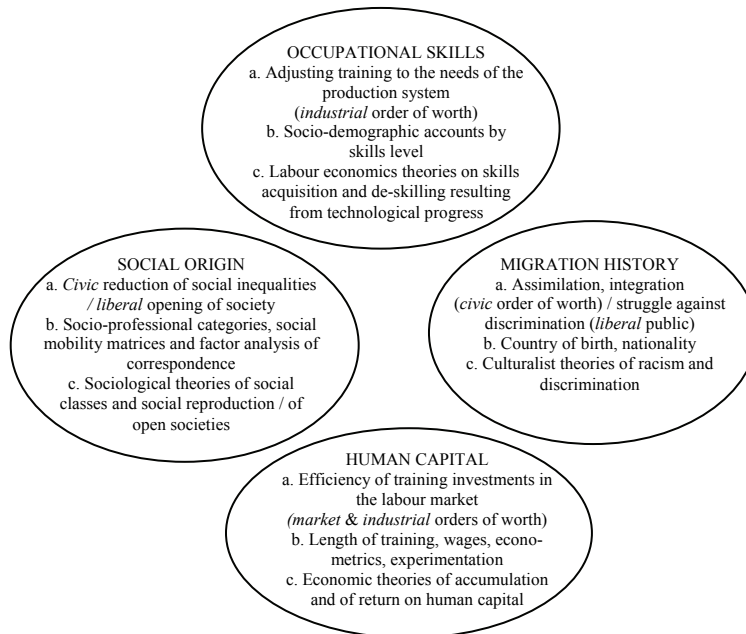 OCCUPATIONAL SKILLS
a. Adjusting training to the needs of the
production system
(industrial order of worth)
b. Socio-demographic accounts by
skills level
c. Labour economics theories on skills
acquisition and de-skilling resulting
from technological progress
SOCIAL ORIGIN
a. Civic reduction of social inequalities
/ liberal opening of society
b. Socio-professional categories, social
mobility matrices and factor analysis of
correspondence
c. Sociological theories of social
classes and social reproduction / of
open societies
MIGRATION HISTORY
a. Assimilation, integration
(civic order of worth) / struggle against
discrimination (liberal public)
b. Country of birth, nationality
c. Culturalist theories of racism and
discrimination
HUMAN CAPITAL
a. Efficiency of training investments in
the labour market
(market & industrial orders of worth)
b. Length of training, wages, econo-
metrics, experimentation
c. Economic theories of accumulation
and of return on human capital